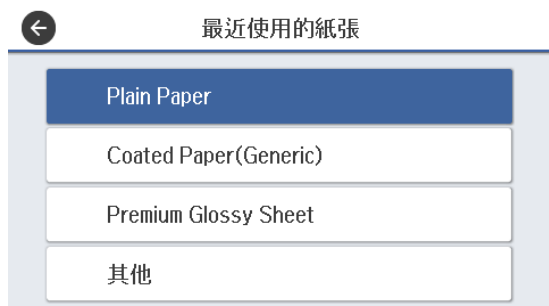 最近使用的紙張
Plain Paper
Coated Paper(Generic)
Premium Glossy Sheet
其他